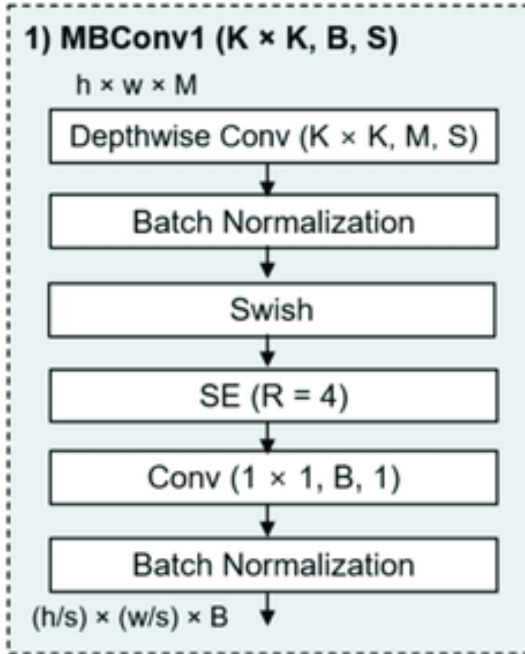 1) MBConv1 (K × K, B, S)
h × w × M
Depthwise Conv (K × K, M, S)
Batch Normalization
Swish
SE (R = 4)
Conv (1 × 1, B, 1)
Batch Normalization
(h/s) × (w/s) × B